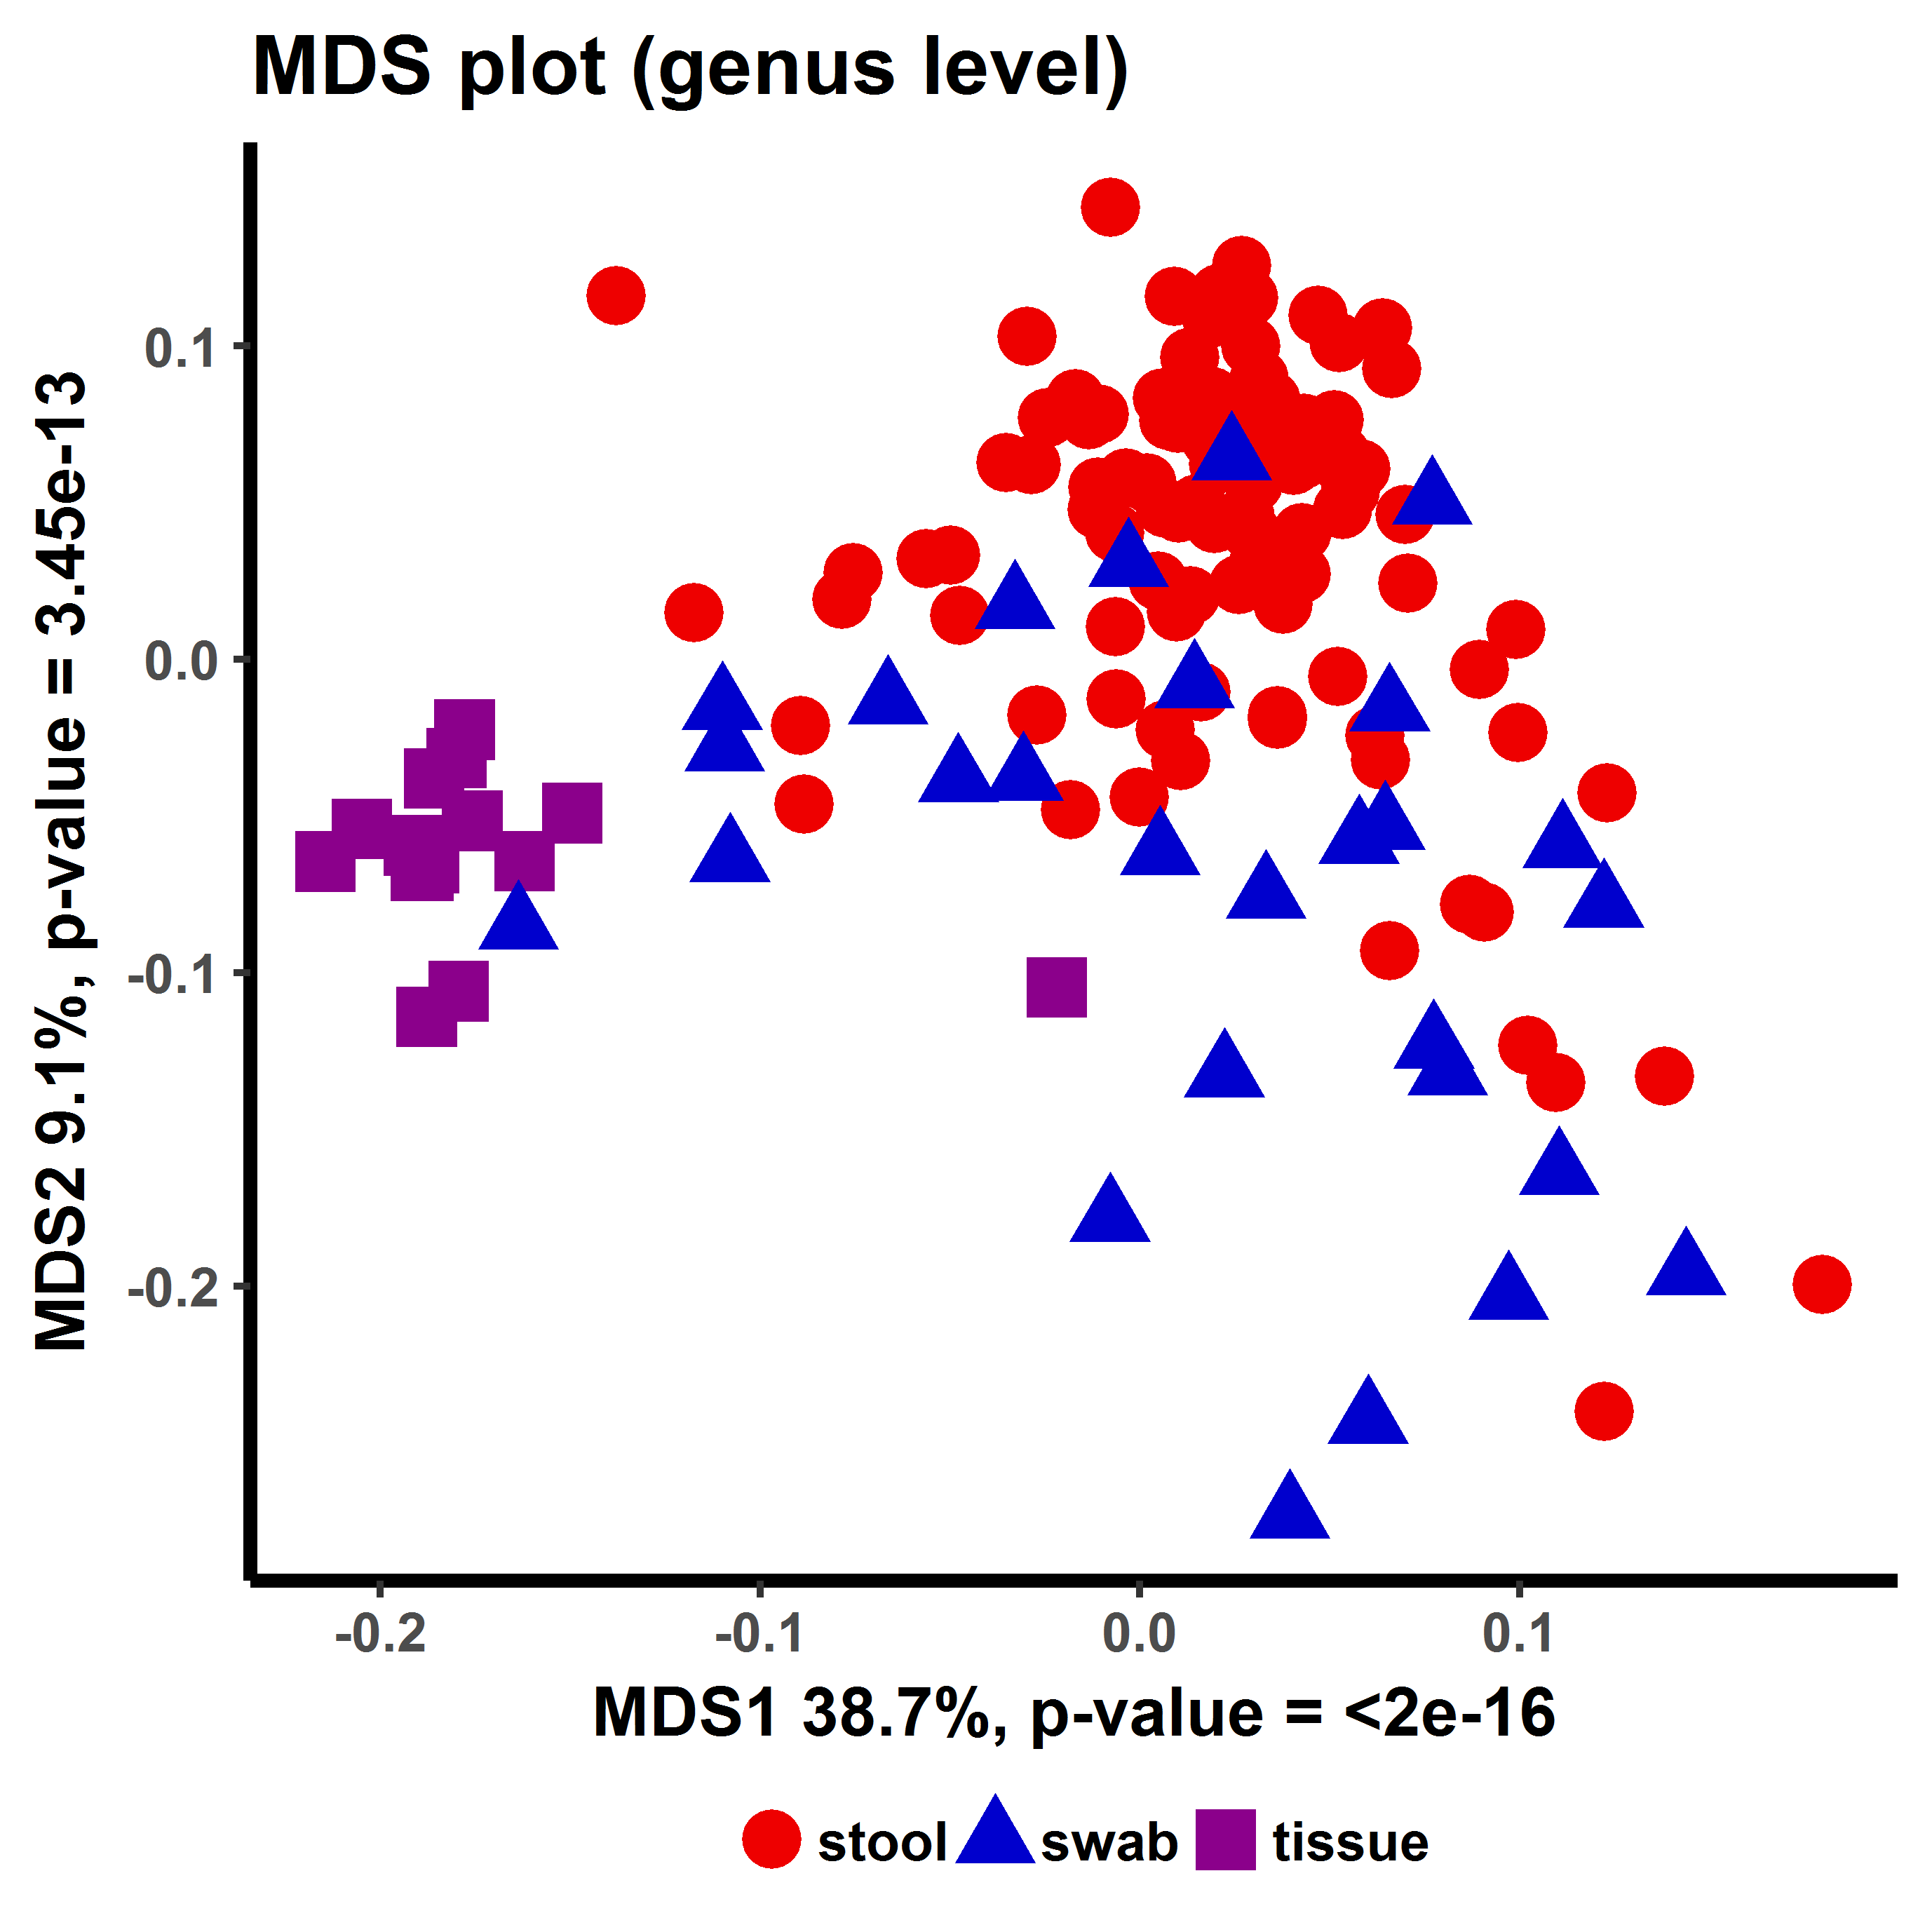 MDS plot (genus level)
MDS2 9.1%, p-value = 3.45e-13
0.1
0.0
-0.1
-0.2
-0.2 -0.1 0.0 0.1
MDS1 38.7%, p-value = <2e-16
stool swab tissue